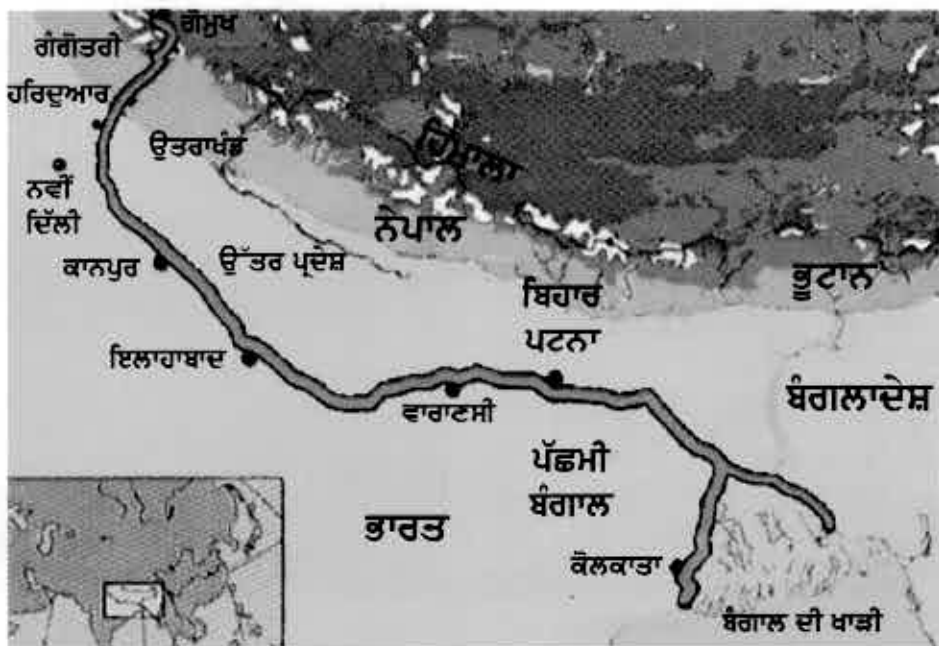 ਗੌਮੁਖ
ਗੰਗੋਤਰੀ
ਹਰਿਦੁਆਰ
ਉਤਰਾਖੰਡ
ਹਿਮਾਲਾ
ਨਵੀਂ
ਦਿੱਲੀ
ਨੇਪਾਲ
ਕਾਨਪੁਰ
ਉੱਤਰ ਪ੍ਰਦੇਸ਼
ਬਿਹਾਰ
ਭੁਟਾਨ
ਪਟਨਾ
ਇਲਾਹਾਬਾਦ
ਵਾਰਾਣਸੀ
ਬੰਗਲਾਦੇਸ਼
ਪੱਛਮੀ
ਬੰਗਾਲ
ਭਾਰਤ
ਕੋਲਕਾਤਾ
ਬੰਗਾਲ ਦੀ ਖਾੜੀ